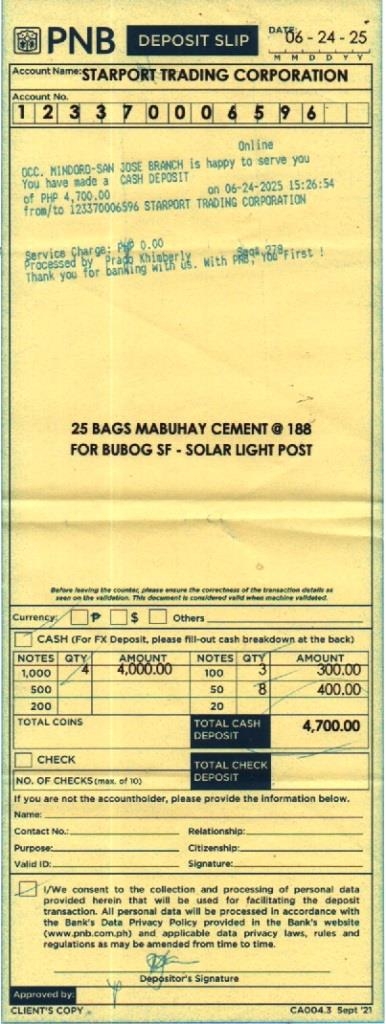 PNB DEPOSIT SLIP DATE 06 - 24 - 25
M M D D Y Y
Account Name: STARPORT TRADING CORPORATION
Account No.
1 2 3 3 7 0 0 0 6 5 9 6
Online
OCC. MINDORO-SAN JOSE BRANCH is happy to serve you
You have made a CASH DEPOSIT
of PHP 4,700.00 on 06-24-2025 15:26:54
from/to 123370006596 STARPORT TRADING CORPORATION
Service Charge: PHP 0.00
Processed by Prado Khimberly Seq# 278
Thank you for banking with us. With PNB, You First !
25 BAGS MABUHAY CEMENT @ 188
FOR BUBOG SF - SOLAR LIGHT POST
Before leaving the counter, please ensure the correctness of the transaction details as
seen on the validation. This document is considered valid when machine validated.
Currency: ₱ $ Others
CASH (For FX Deposit, please fill-out cash breakdown at the back)
NOTES QTY AMOUNT NOTES QTY AMOUNT
1,000 4 4,000.00 100 3 300.00
500 50 8 400.00
200 20
TOTAL COINS TOTAL CASH DEPOSIT 4,700.00
CHECK
NO. OF CHECKS (max. of 10) TOTAL CHECK DEPOSIT
If you are not the accountholder, please provide the information below.
Name:
Contact No.: Relationship:
Purpose: Citizenship:
Valid ID: Signature:
I/We consent to the collection and processing of personal data
provided herein that will be used for facilitating the deposit
transaction. All personal data will be processed in accordance with
the Bank's Data Privacy Policy provided in the Bank's website
(www.pnb.com.ph) and applicable data privacy laws, rules and
regulations as may be amended from time to time.
Depositor's Signature
Approved by:
CLIENT'S COPY CA004.3 Sept '21